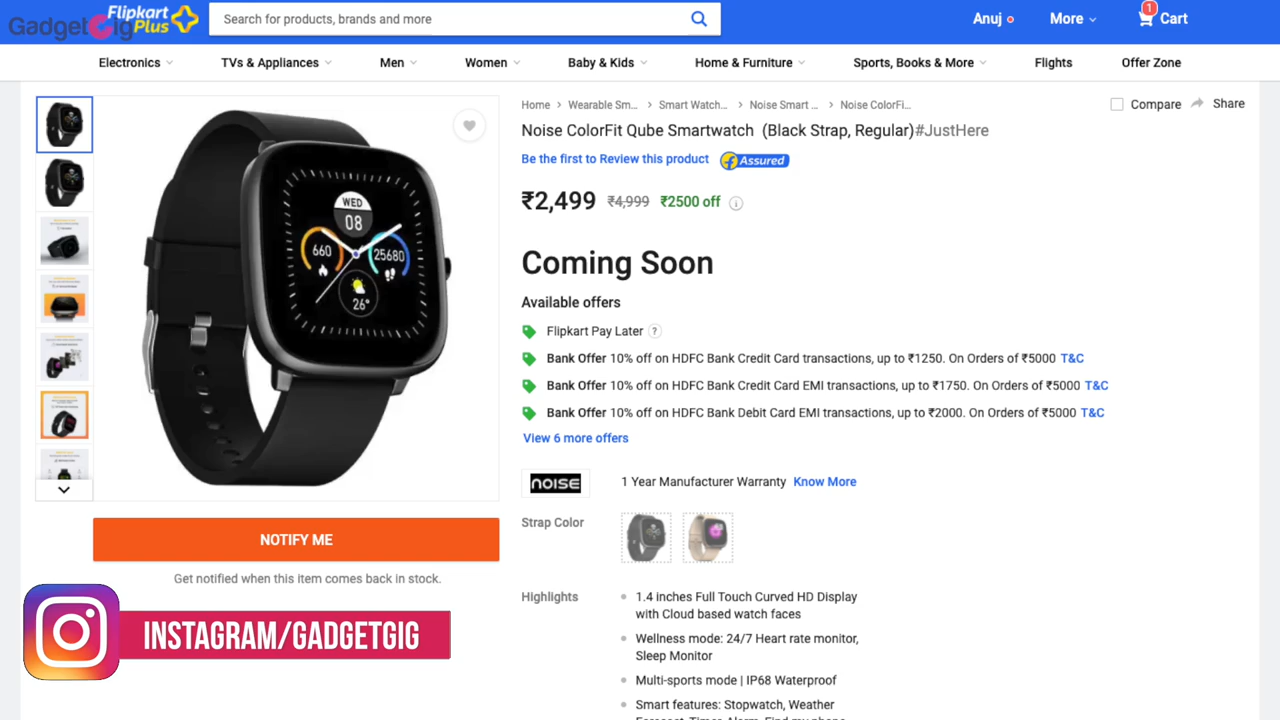 GadgetGig
Flipkart
Plus
Search for products, brands and more
Anuj
More
1
Cart
Electronics
TVs & Appliances
Men
Women
Baby & Kids
Home & Furniture
Sports, Books & More
Flights
Offer Zone
Home
Wearable Sm...
Smart Watch...
Noise Smart ...
Noise ColorFi...
Compare
Share
Noise ColorFit Qube Smartwatch (Black Strap, Regular)#JustHere
Be the first to Review this product
Assured
₹2,499 ₹4,999 ₹2500 off
Coming Soon
Available offers
Flipkart Pay Later ?
Bank Offer 10% off on HDFC Bank Credit Card transactions, up to ₹1250. On Orders of ₹5000 T&C
Bank Offer 10% off on HDFC Bank Credit Card EMI transactions, up to ₹1750. On Orders of ₹5000 T&C
Bank Offer 10% off on HDFC Bank Debit Card EMI transactions, up to ₹2000. On Orders of ₹5000 T&C
View 6 more offers
WED
08
660
25680
26°
noise
1 Year Manufacturer Warranty Know More
Strap Color
NOTIFY ME
Get notified when this item comes back in stock.
INSTAGRAM/GADGETGIG
Highlights
1.4 inches Full Touch Curved HD Display
with Cloud based watch faces
Wellness mode: 24/7 Heart rate monitor,
Sleep Monitor
Multi-sports mode | IP68 Waterproof
Smart features: Stopwatch, Weather
Forecast, Timer, Alarm, Find my phone